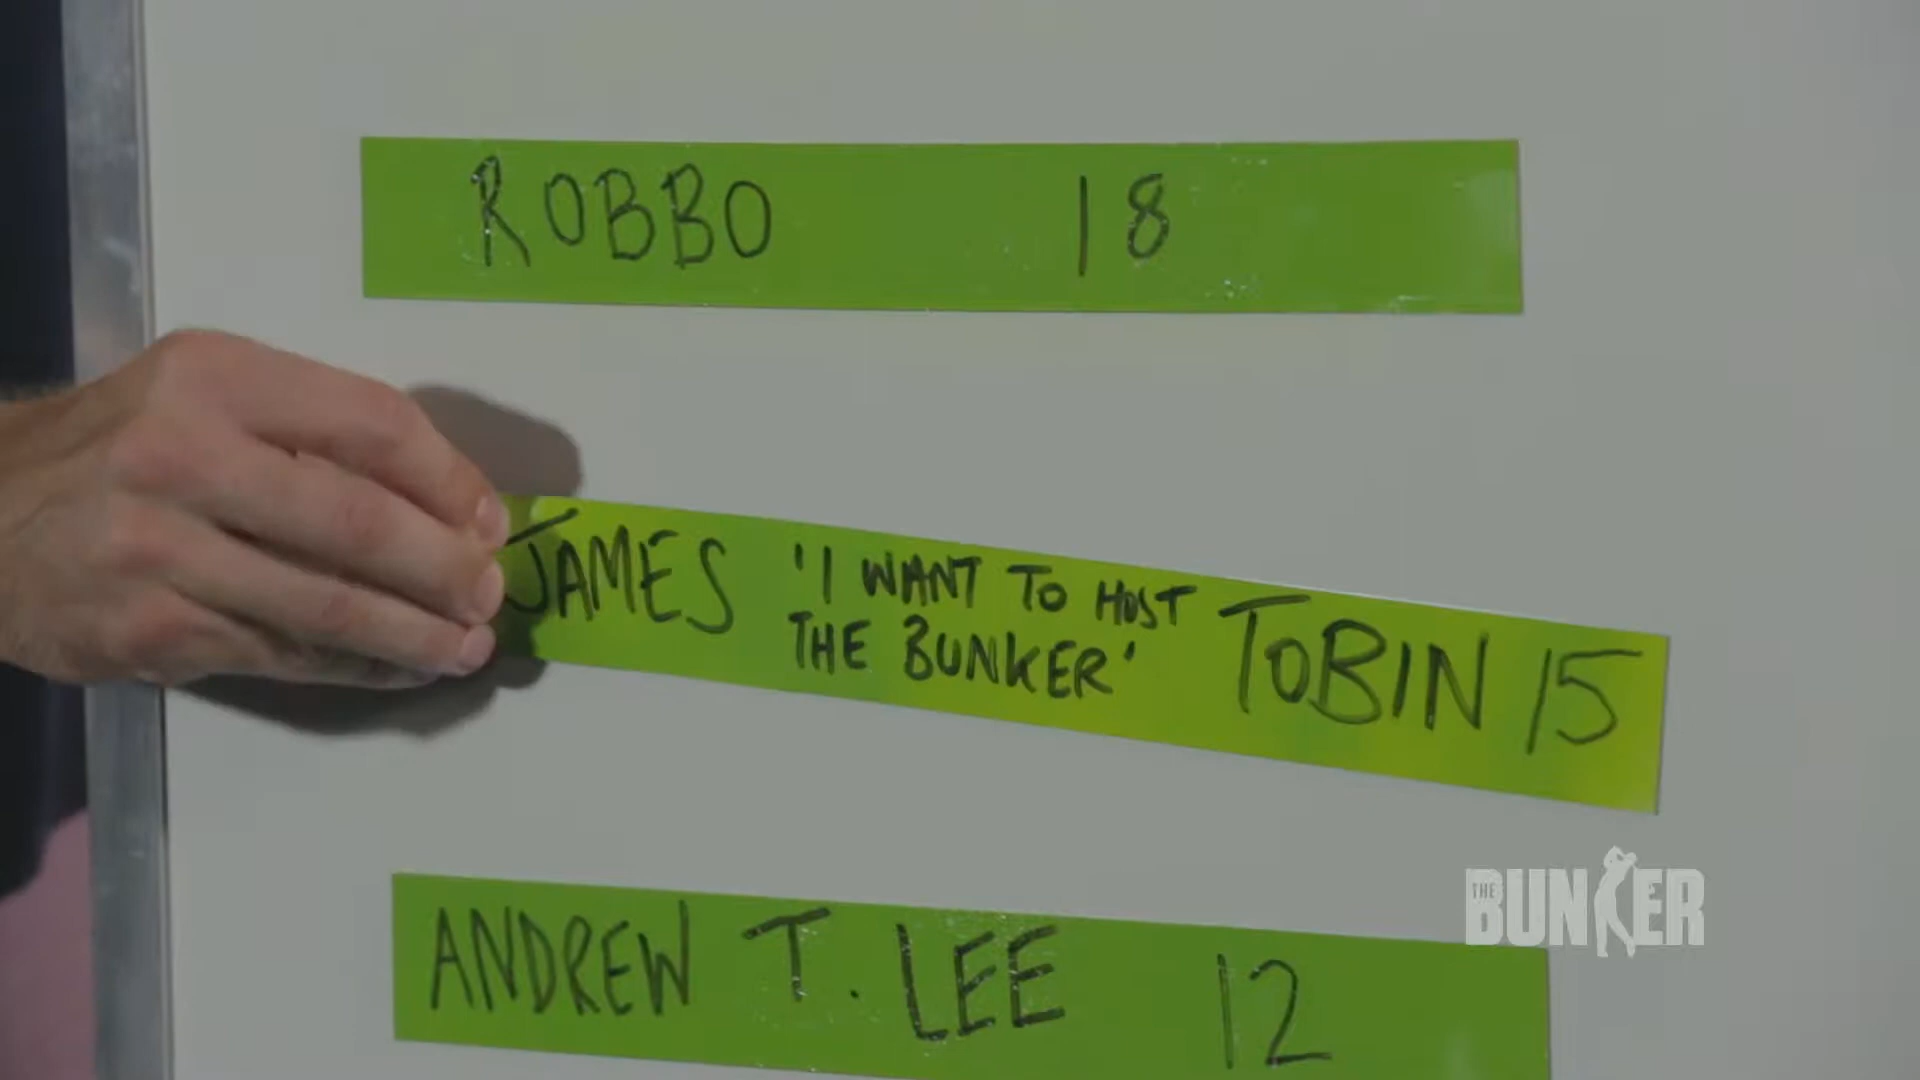 ROBBO 18
JAMES 'I WANT TO HOST THE BUNKER' TOBIN 15
ANDREW T. LEE 12
THE BUNKER